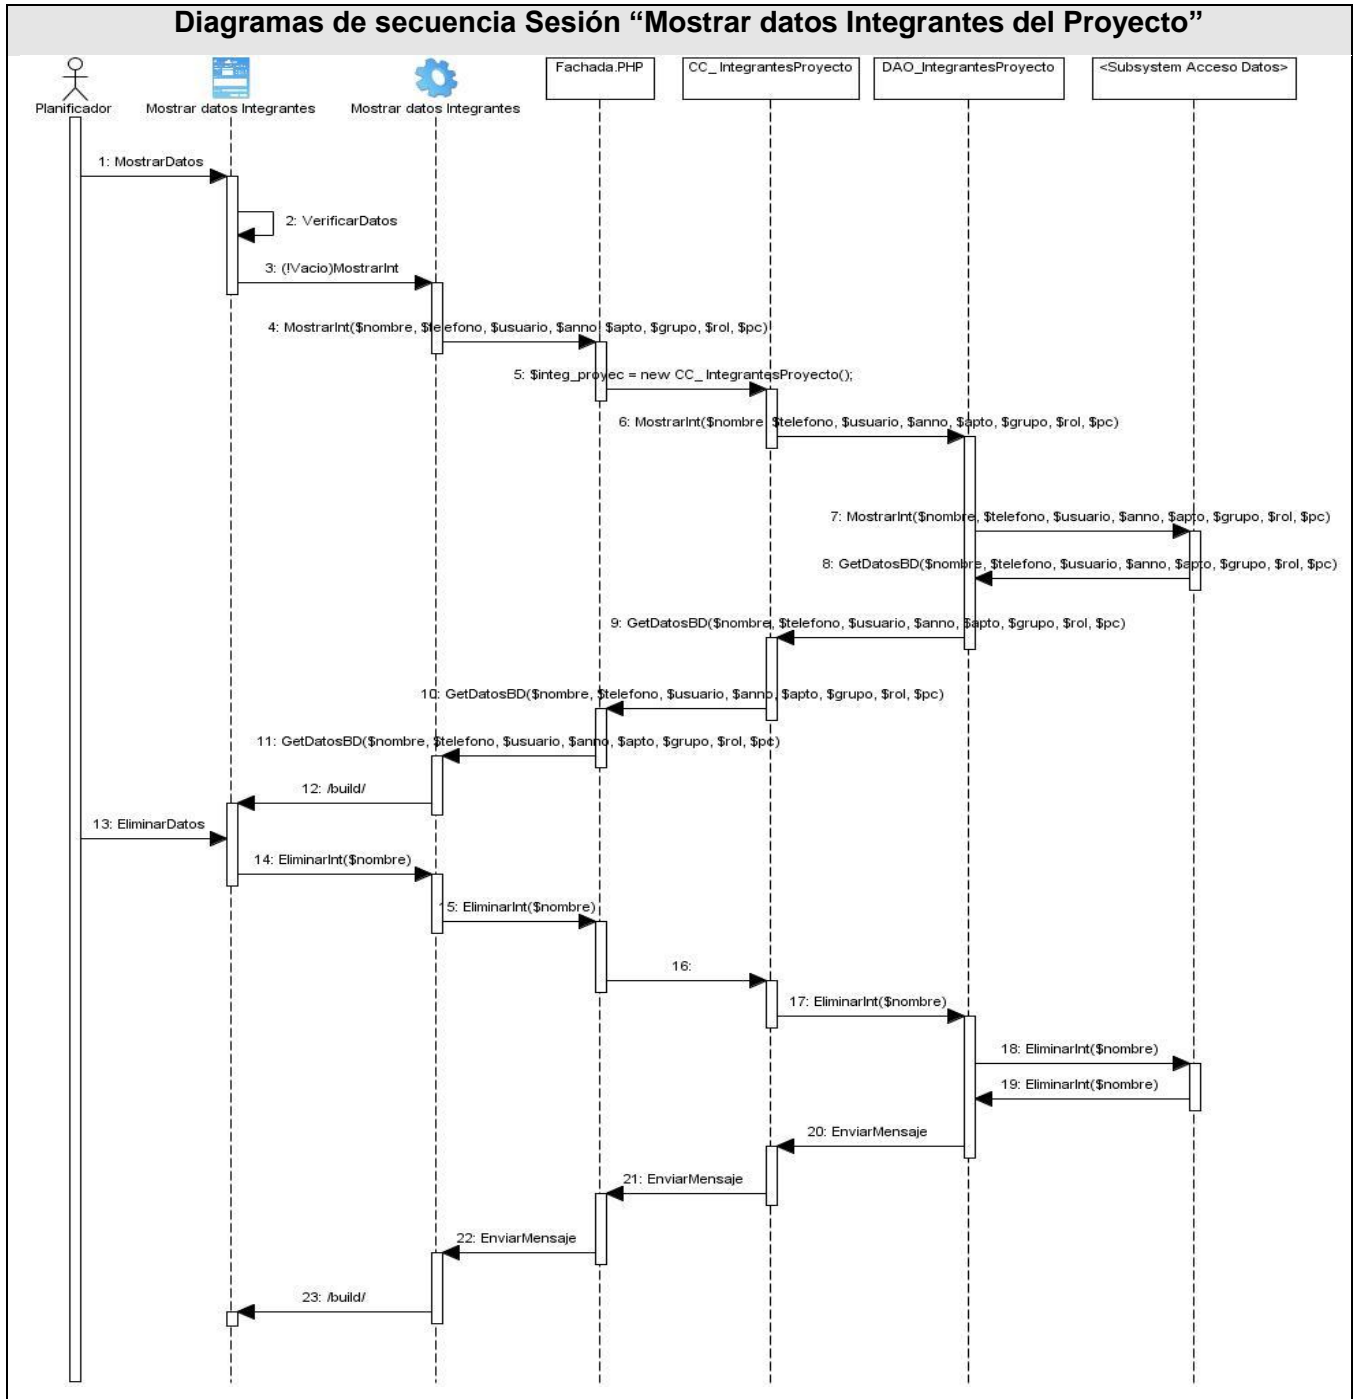 Diagramas de secuencia Sesión “Mostrar datos Integrantes del Proyecto”
Planificador
Mostrar datos Integrantes
Mostrar datos Integrantes
Fachada.PHP
CC_ IntegrantesProyecto
DAO_IntegrantesProyecto
<Subsystem Acceso Datos>
1: MostrarDatos
2: VerificarDatos
3: (!Vacio)MostrarInt
4: MostrarInt($nombre, $telefono, $usuario, $anno, $apto, $grupo, $rol, $pc)
5: $integ_proyec = new CC_ IntegrantesProyecto();
6: MostrarInt($nombre, $telefono, $usuario, $anno, $apto, $grupo, $rol, $pc)
7: MostrarInt($nombre, $telefono, $usuario, $anno, $apto, $grupo, $rol, $pc)
8: GetDatosBD($nombre, $telefono, $usuario, $anno, $apto, $grupo, $rol, $pc)
9: GetDatosBD($nombre, $telefono, $usuario, $anno, $apto, $grupo, $rol, $pc)
10: GetDatosBD($nombre, $telefono, $usuario, $anno, $apto, $grupo, $rol, $pc)
11: GetDatosBD($nombre, $telefono, $usuario, $anno, $apto, $grupo, $rol, $pc)
12: /build/
13: EliminarDatos
14: EliminarInt($nombre)
15: EliminarInt($nombre)
16:
17: EliminarInt($nombre)
18: EliminarInt($nombre)
19: EliminarInt($nombre)
20: EnviarMensaje
21: EnviarMensaje
22: EnviarMensaje
23: /build/